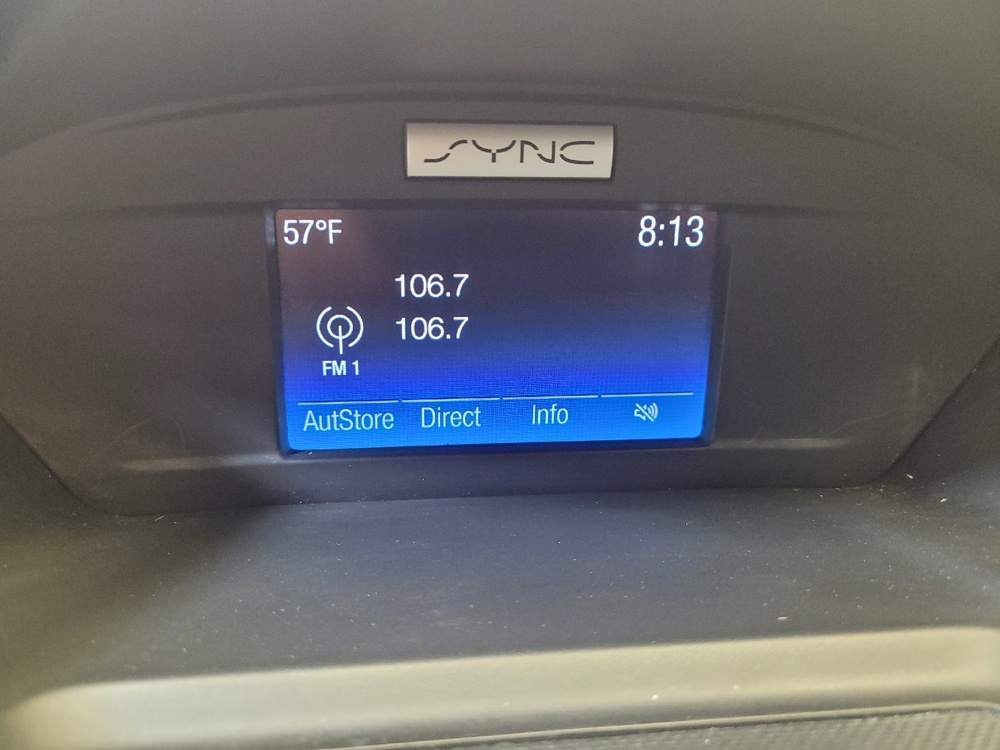 SYNC
57°F 8:13
106.7
106.7
FM 1
AutStore Direct Info